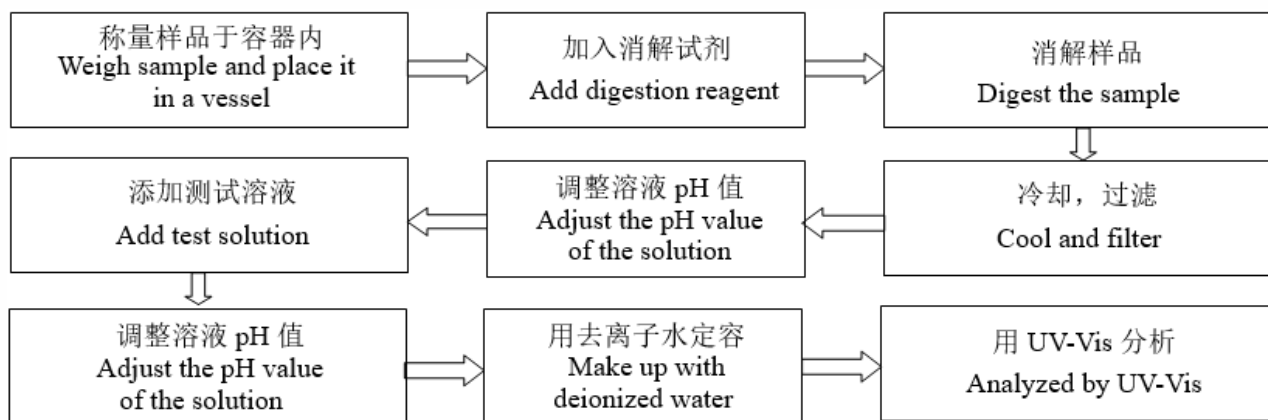 称量样品于容器内
Weigh sample and place it
in a vessel
加入消解试剂
Add digestion reagent
消解样品
Digest the sample
冷却，过滤
Cool and filter
调整溶液 pH 值
Adjust the pH value
of the solution
添加测试溶液
Add test solution
调整溶液 pH 值
Adjust the pH value
of the solution
用去离子水定容
Make up with
deionized water
用 UV-Vis 分析
Analyzed by UV-Vis